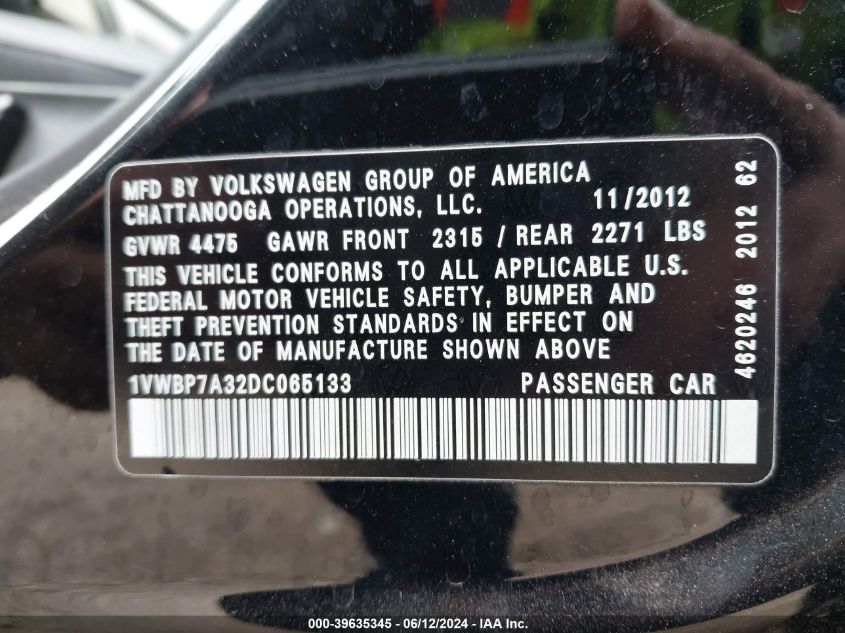 MFD BY VOLKSWAGEN GROUP OF AMERICA
CHATTANOOGA OPERATIONS, LLC. 11/2012
GVWR 4475 GAWR FRONT 2315 / REAR 2271 LBS
THIS VEHICLE CONFORMS TO ALL APPLICABLE U.S.
FEDERAL MOTOR VEHICLE SAFETY, BUMPER AND
THEFT PREVENTION STANDARDS IN EFFECT ON
THE DATE OF MANUFACTURE SHOWN ABOVE
1VWBP7A32DC065133 PASSENGER CAR
4620246 2012 62
000-39635345 - 06/12/2024 - IAAI.COM